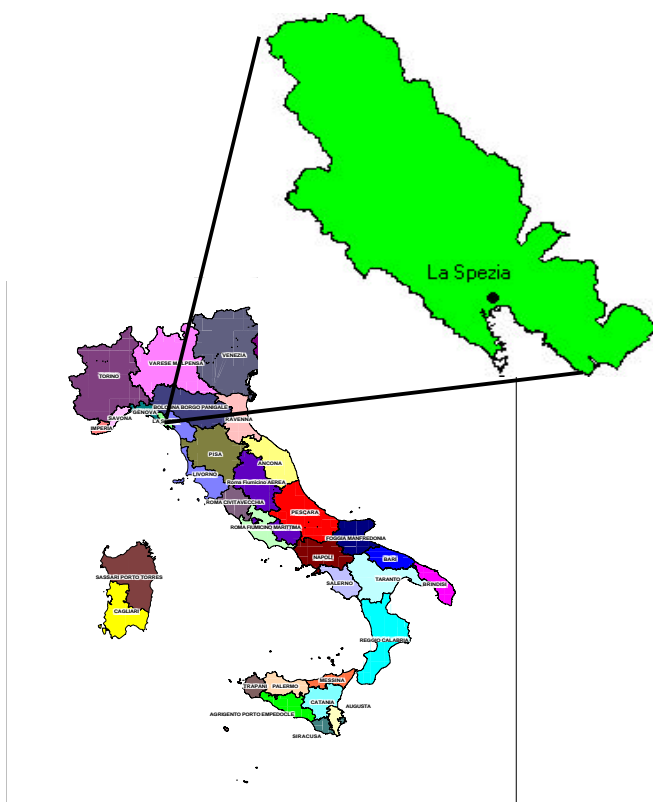 La Spezia
VENEZIA
VARESE MALPENSA
TORINO
BOLOGNA BORGO PANIGALE
GENOVA
SAVONA
RAVENNA
IMPERIA
PISA
ANCONA
LIVORNO
Roma Fiumicino AEREA
ROMA CIVITAVECCHIA
PESCARA
ROMA FIUMICINO MARITTIMA
FOGGIA MANFREDONIA
NAPOLI
BARI
SASSARI PORTO TORRES
TARANTO
SALERNO
BRINDISI
CAGLIARI
REGGIO CALABRIA
MESSINA
TRAPANI
PALERMO
CATANIA
AUGUSTA
AGRIGENTO PORTO EMPEDOCLE
SIRACUSA